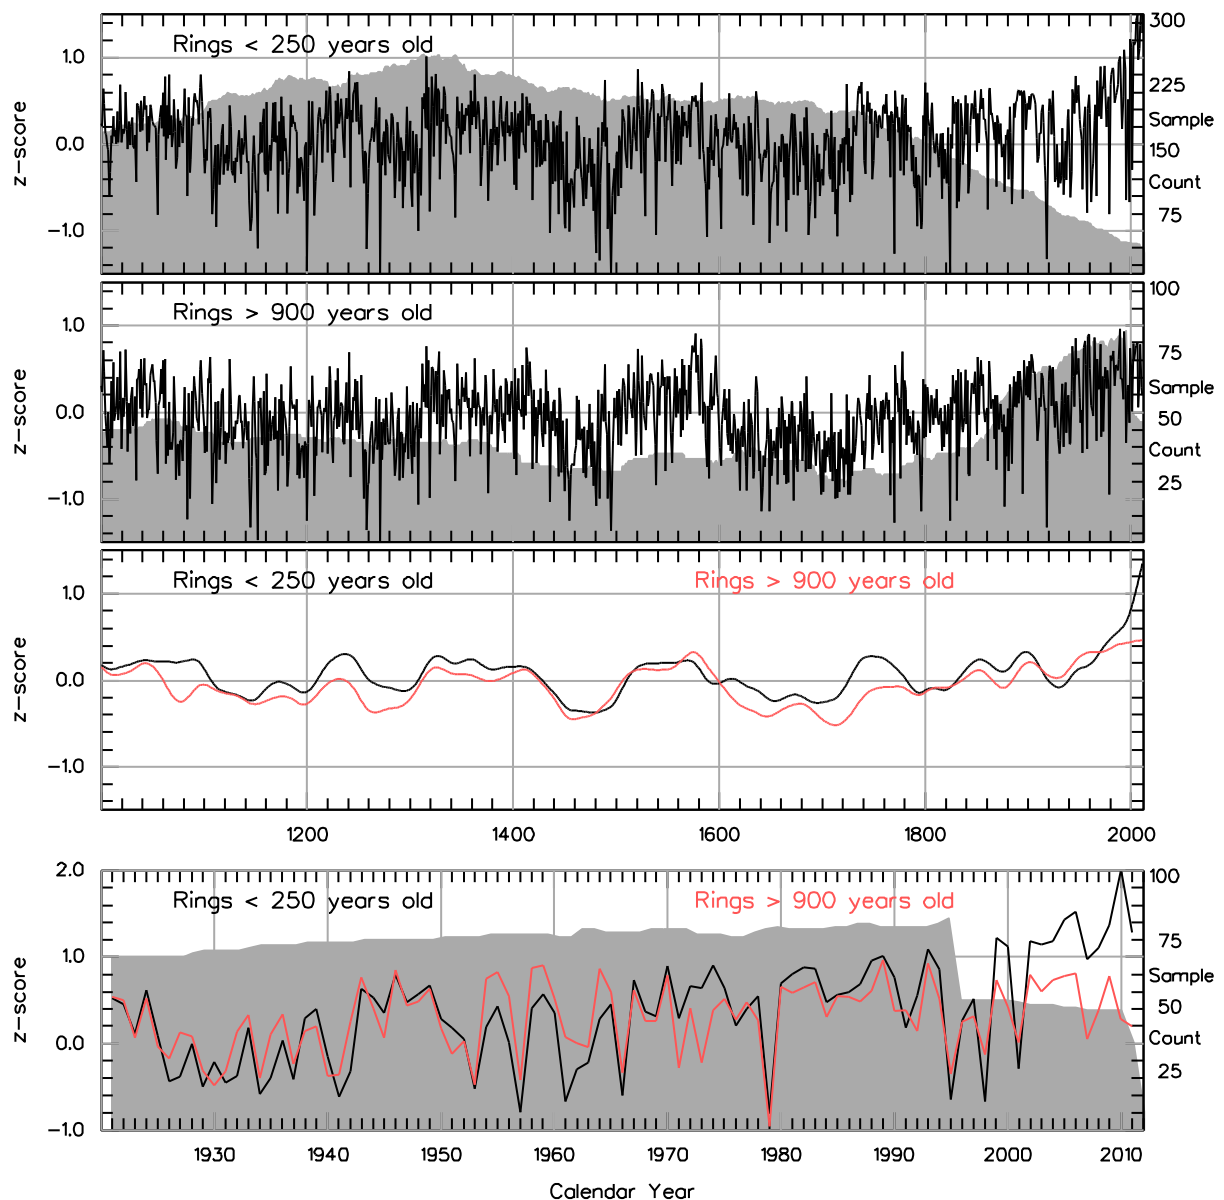 Rings < 250 years old
z-score
1.0
0.0
-1.0
300
225
Sample
150
Count
75
Rings > 900 years old
z-score
1.0
0.0
-1.0
100
75
Sample
50
Count
25
Rings < 250 years old
Rings > 900 years old
z-score
1.0
0.0
-1.0
1200 1400 1600 1800 2000
Rings < 250 years old
Rings > 900 years old
z-score
2.0
1.0
0.0
-1.0
100
75
Sample
50
Count
25
1930 1940 1950 1960 1970 1980 1990 2000 2010
Calendar Year